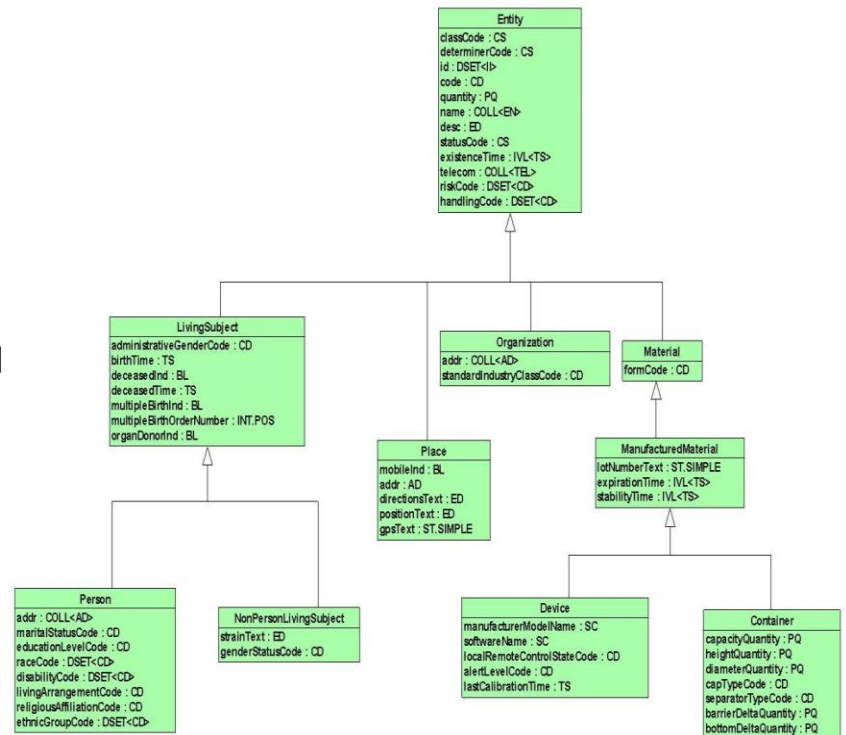 Entity
classCode : CS
determinerCode : CS
id : DSET<II>
code : CD
quantity : PQ
name : COLL<EN>
desc : ED
statusCode : CS
existenceTime : IVL<TS>
telecom : COLL<TEL>
riskCode : DSET<CD>
handlingCode : DSET<CD>
LivingSubject
administrativeGenderCode : CD
birthTime : TS
deceasedInd : BL
deceasedTime : TS
multipleBirthInd : BL
multipleBirthOrderNumber : INT.POS
organDonorInd : BL
Organization
addr : COLL<AD>
standardIndustryClassCode : CD
Material
formCode : CD
Place
mobileInd : BL
addr : AD
directionsText : ED
positionText : ED
gpsText : ST.SIMPLE
ManufacturedMaterial
lotNumberText : ST.SIMPLE
expirationTime : IVL<TS>
stabilityTime : IVL<TS>
Person
addr : COLL<AD>
maritalStatusCode : CD
educationLevelCode : CD
raceCode : DSET<CD>
disabilityCode : DSET<CD>
livingArrangementCode : CD
religiousAffiliationCode : CD
ethnicGroupCode : DSET<CD>
NonPersonLivingSubject
strainText : ED
genderStatusCode : CD
Device
manufacturerModelName : SC
softwareName : SC
localRemoteControlStateCode : CD
alertLevelCode : CD
lastCalibrationTime : TS
Container
capacityQuantity : PQ
heightQuantity : PQ
diameterQuantity : PQ
capTypeCode : CD
separatorTypeCode : CD
barrierDeltaQuantity : PQ
bottomDeltaQuantity : PQ